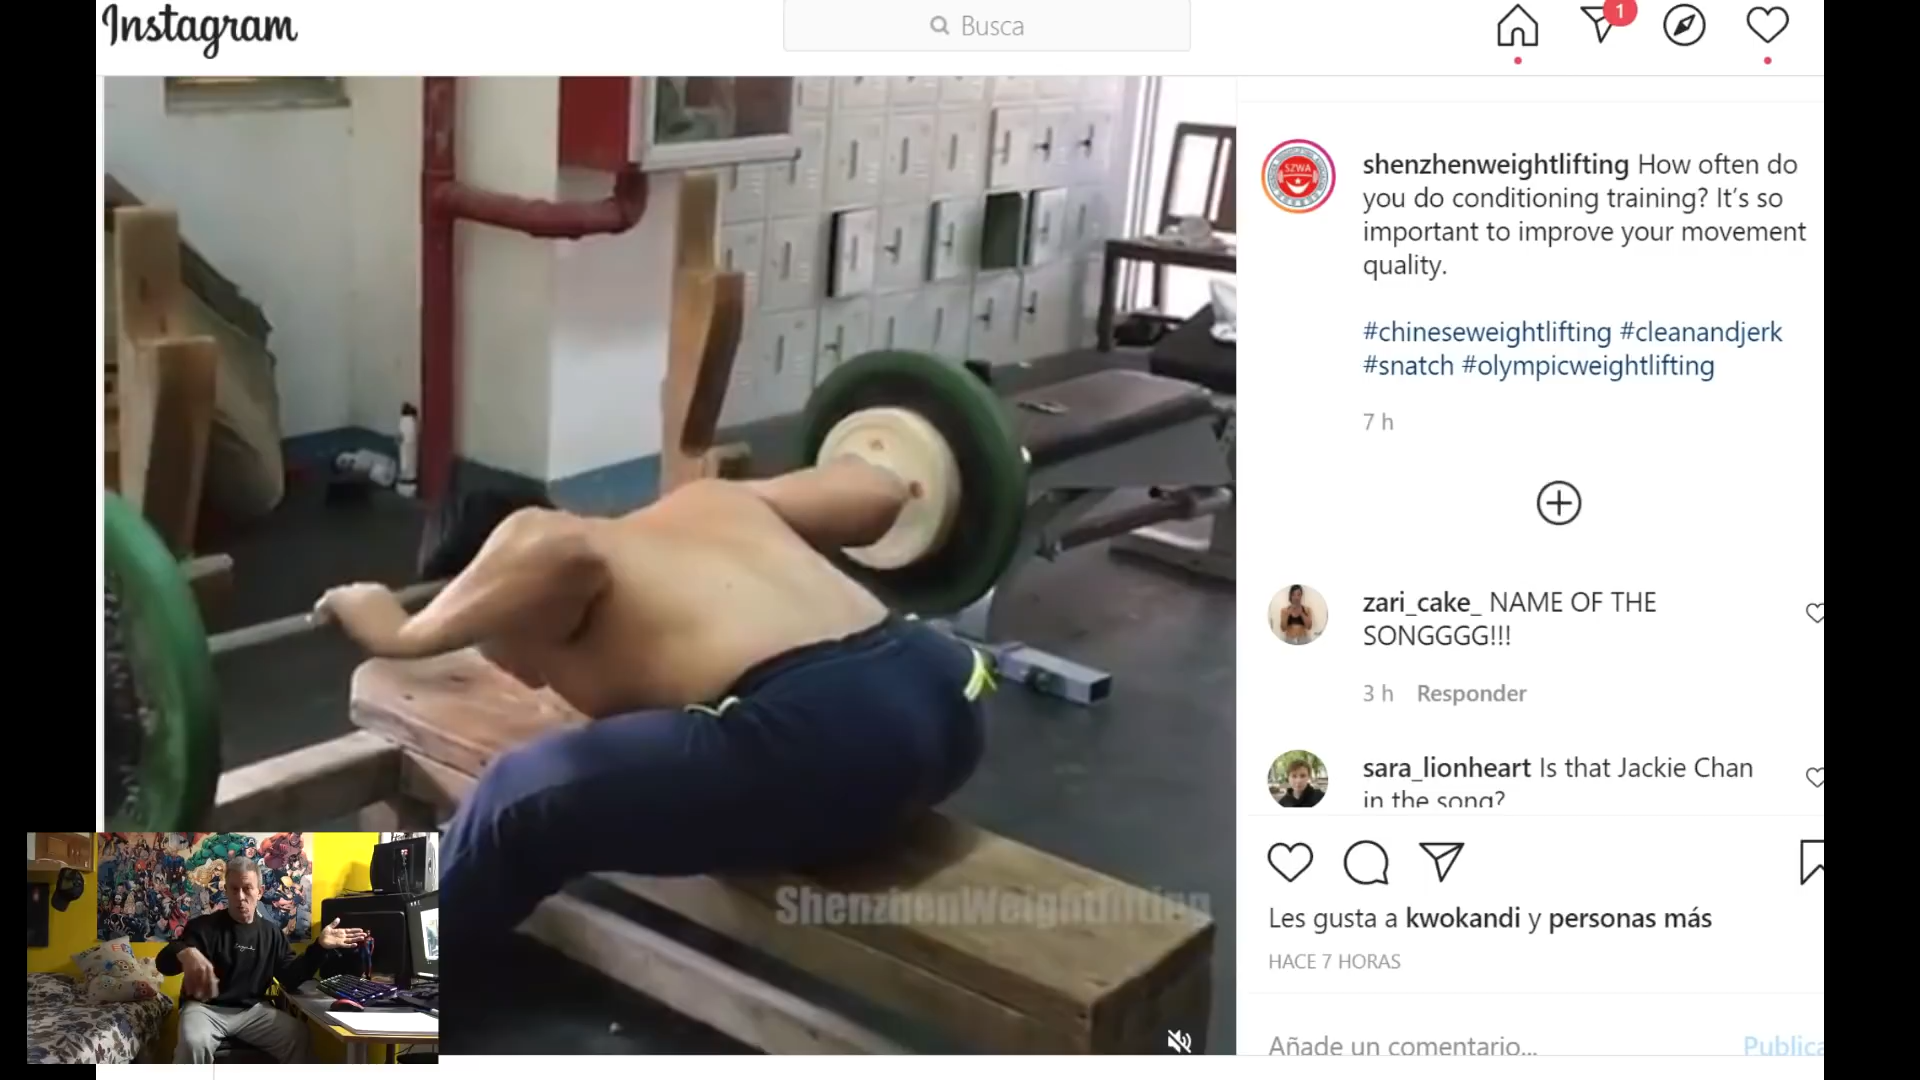 Instagram
Busca
1
SZWA
shenzhenweightlifting How often do
you do conditioning training? It’s so
important to improve your movement
quality.
#chineseweightlifting #cleanandjerk
#snatch #olympicweightlifting
7 h
zari_cake_ NAME OF THE
SONGGGG!!!
3 h Responder
sara_lionheart Is that Jackie Chan
in the song?
ShenzhenWeightlifting
Les gusta a kwokandi y personas más
HACE 7 HORAS
Añade un comentario... Publica